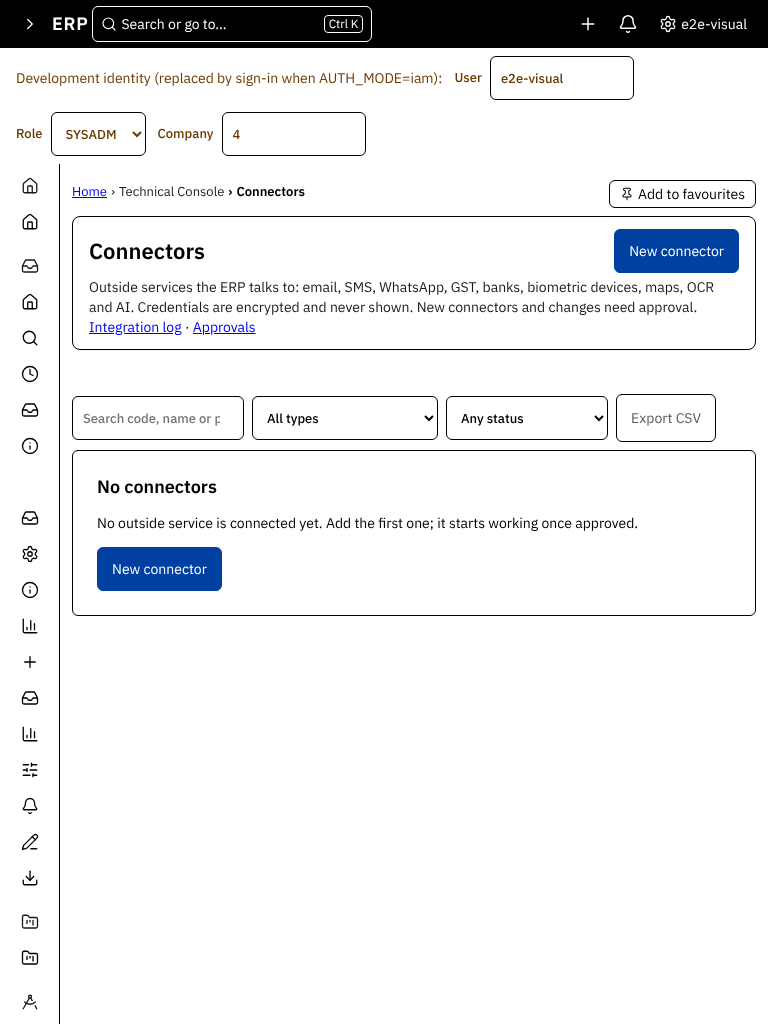 ERP
Search or go to...
Ctrl K
e2e-visual
Development identity (replaced by sign-in when AUTH_MODE=iam):
User
e2e-visual
Role
SYSADM
Company
4
Home › Technical Console › Connectors
Add to favourites
Connectors
New connector
Outside services the ERP talks to: email, SMS, WhatsApp, GST, banks, biometric devices, maps, OCR
and AI. Credentials are encrypted and never shown. New connectors and changes need approval.
Integration log · Approvals
Search code, name or p
All types
Any status
Export CSV
No connectors
No outside service is connected yet. Add the first one; it starts working once approved.
New connector